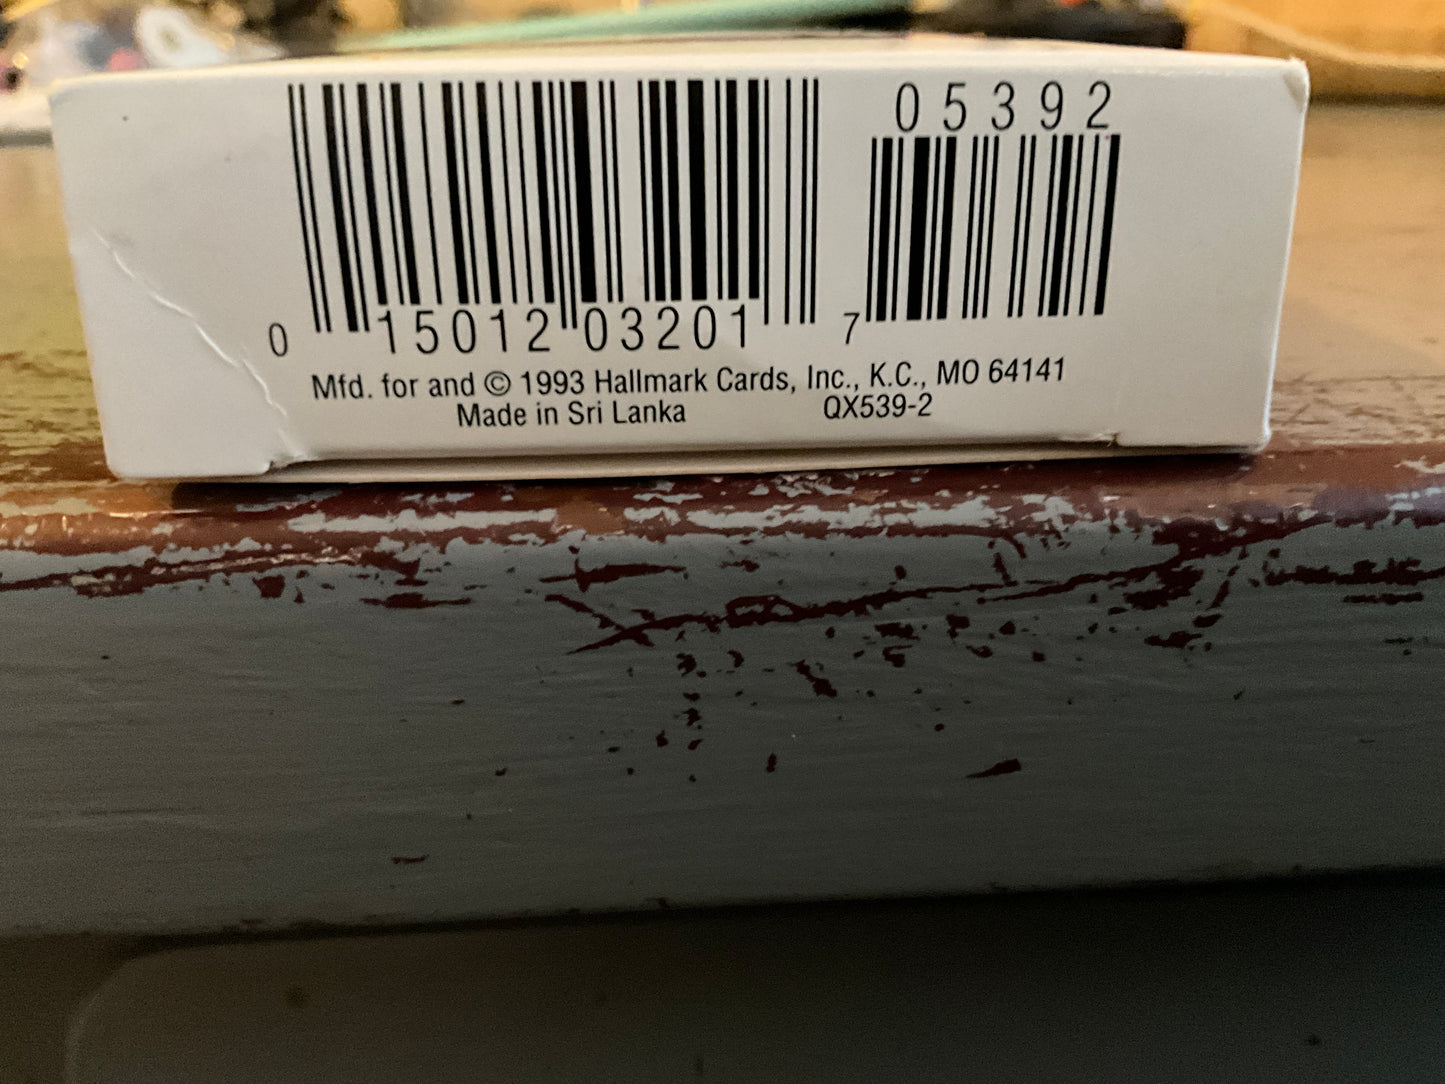 05392
0 15012 03201 7
Mfd. for and © 1993 Hallmark Cards, Inc., K.C., MO 64141
Made in Sri Lanka QX539-2